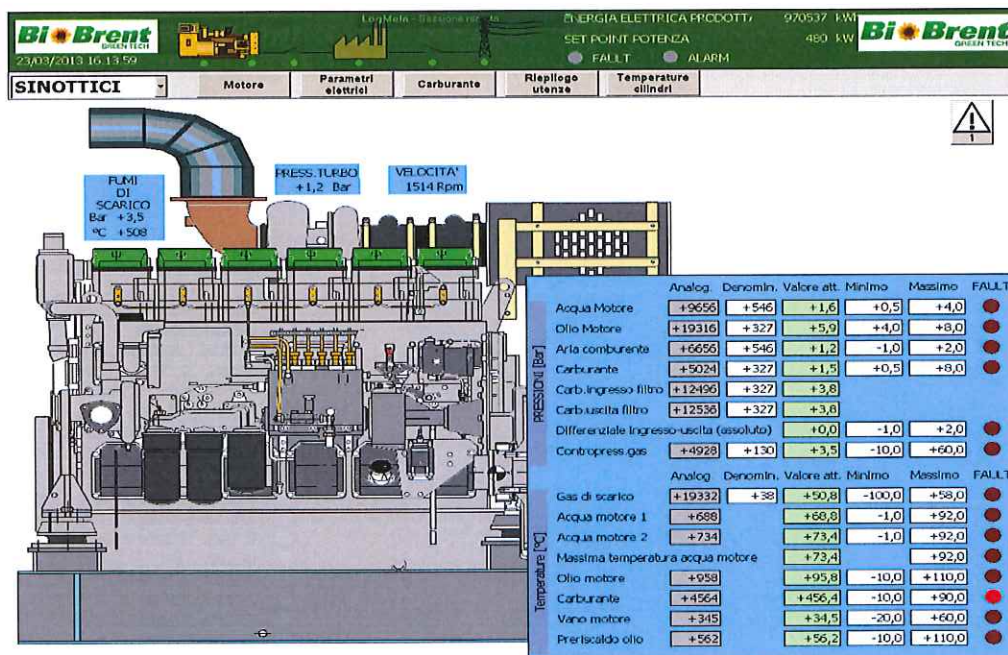 Bi Brent
GREEN TECH
23/03/2013 16.13.59
ENERGIA ELETTRICA PRODOTT 970537 kW
SET POINT POTENZA 480 kW
FAULT ALARM
Bi Brent
GREEN TECH
SINOTTICI
Motore
Parametri elettrici
Carburante
Riepilogo utenze
Temperature cilindri
1
FUMI
DI
SCARICO
Bar +3,5
°C +508
PRESS.TURBO
+1,2 Bar
VELOCITA'
1514 Rpm
PRESSIONI [Bar]
Analog. Denomin. Valore att. Minimo Massimo FAULT
Acqua Motore +9656 +546 +1,6 +0,5 +4,0
Olio Motore +19316 +327 +5,9 +4,0 +8,0
Aria comburente +6656 +546 +1,2 -1,0 +2,0
Carburante +5024 +327 +1,5 +0,5 +8,0
Carb.ingresso filtro +12496 +327 +3,8
Carb.uscita filtro +12536 +327 +3,8
Differenziale ingresso-uscita (assoluto) +0,0 -1,0 +2,0
Contropress.gas +4928 +130 +3,5 -10,0 +60,0
Temperature [°C]
Analog. Denomin. Valore att. Minimo Massimo FAULT
Gas di scarico +19332 +38 +50,8 -100,0 +58,0
Acqua motore 1 +688 +68,8 -1,0 +92,0
Acqua motore 2 +734 +73,4 -1,0 +92,0
Massima temperatura acqua motore +73,4 +92,0
Olio motore +958 +95,8 -10,0 +110,0
Carburante +4564 +456,4 -10,0 +90,0
Vano motore +345 +34,5 -20,0 +60,0
Preriscaldo olio +562 +56,2 -10,0 +110,0